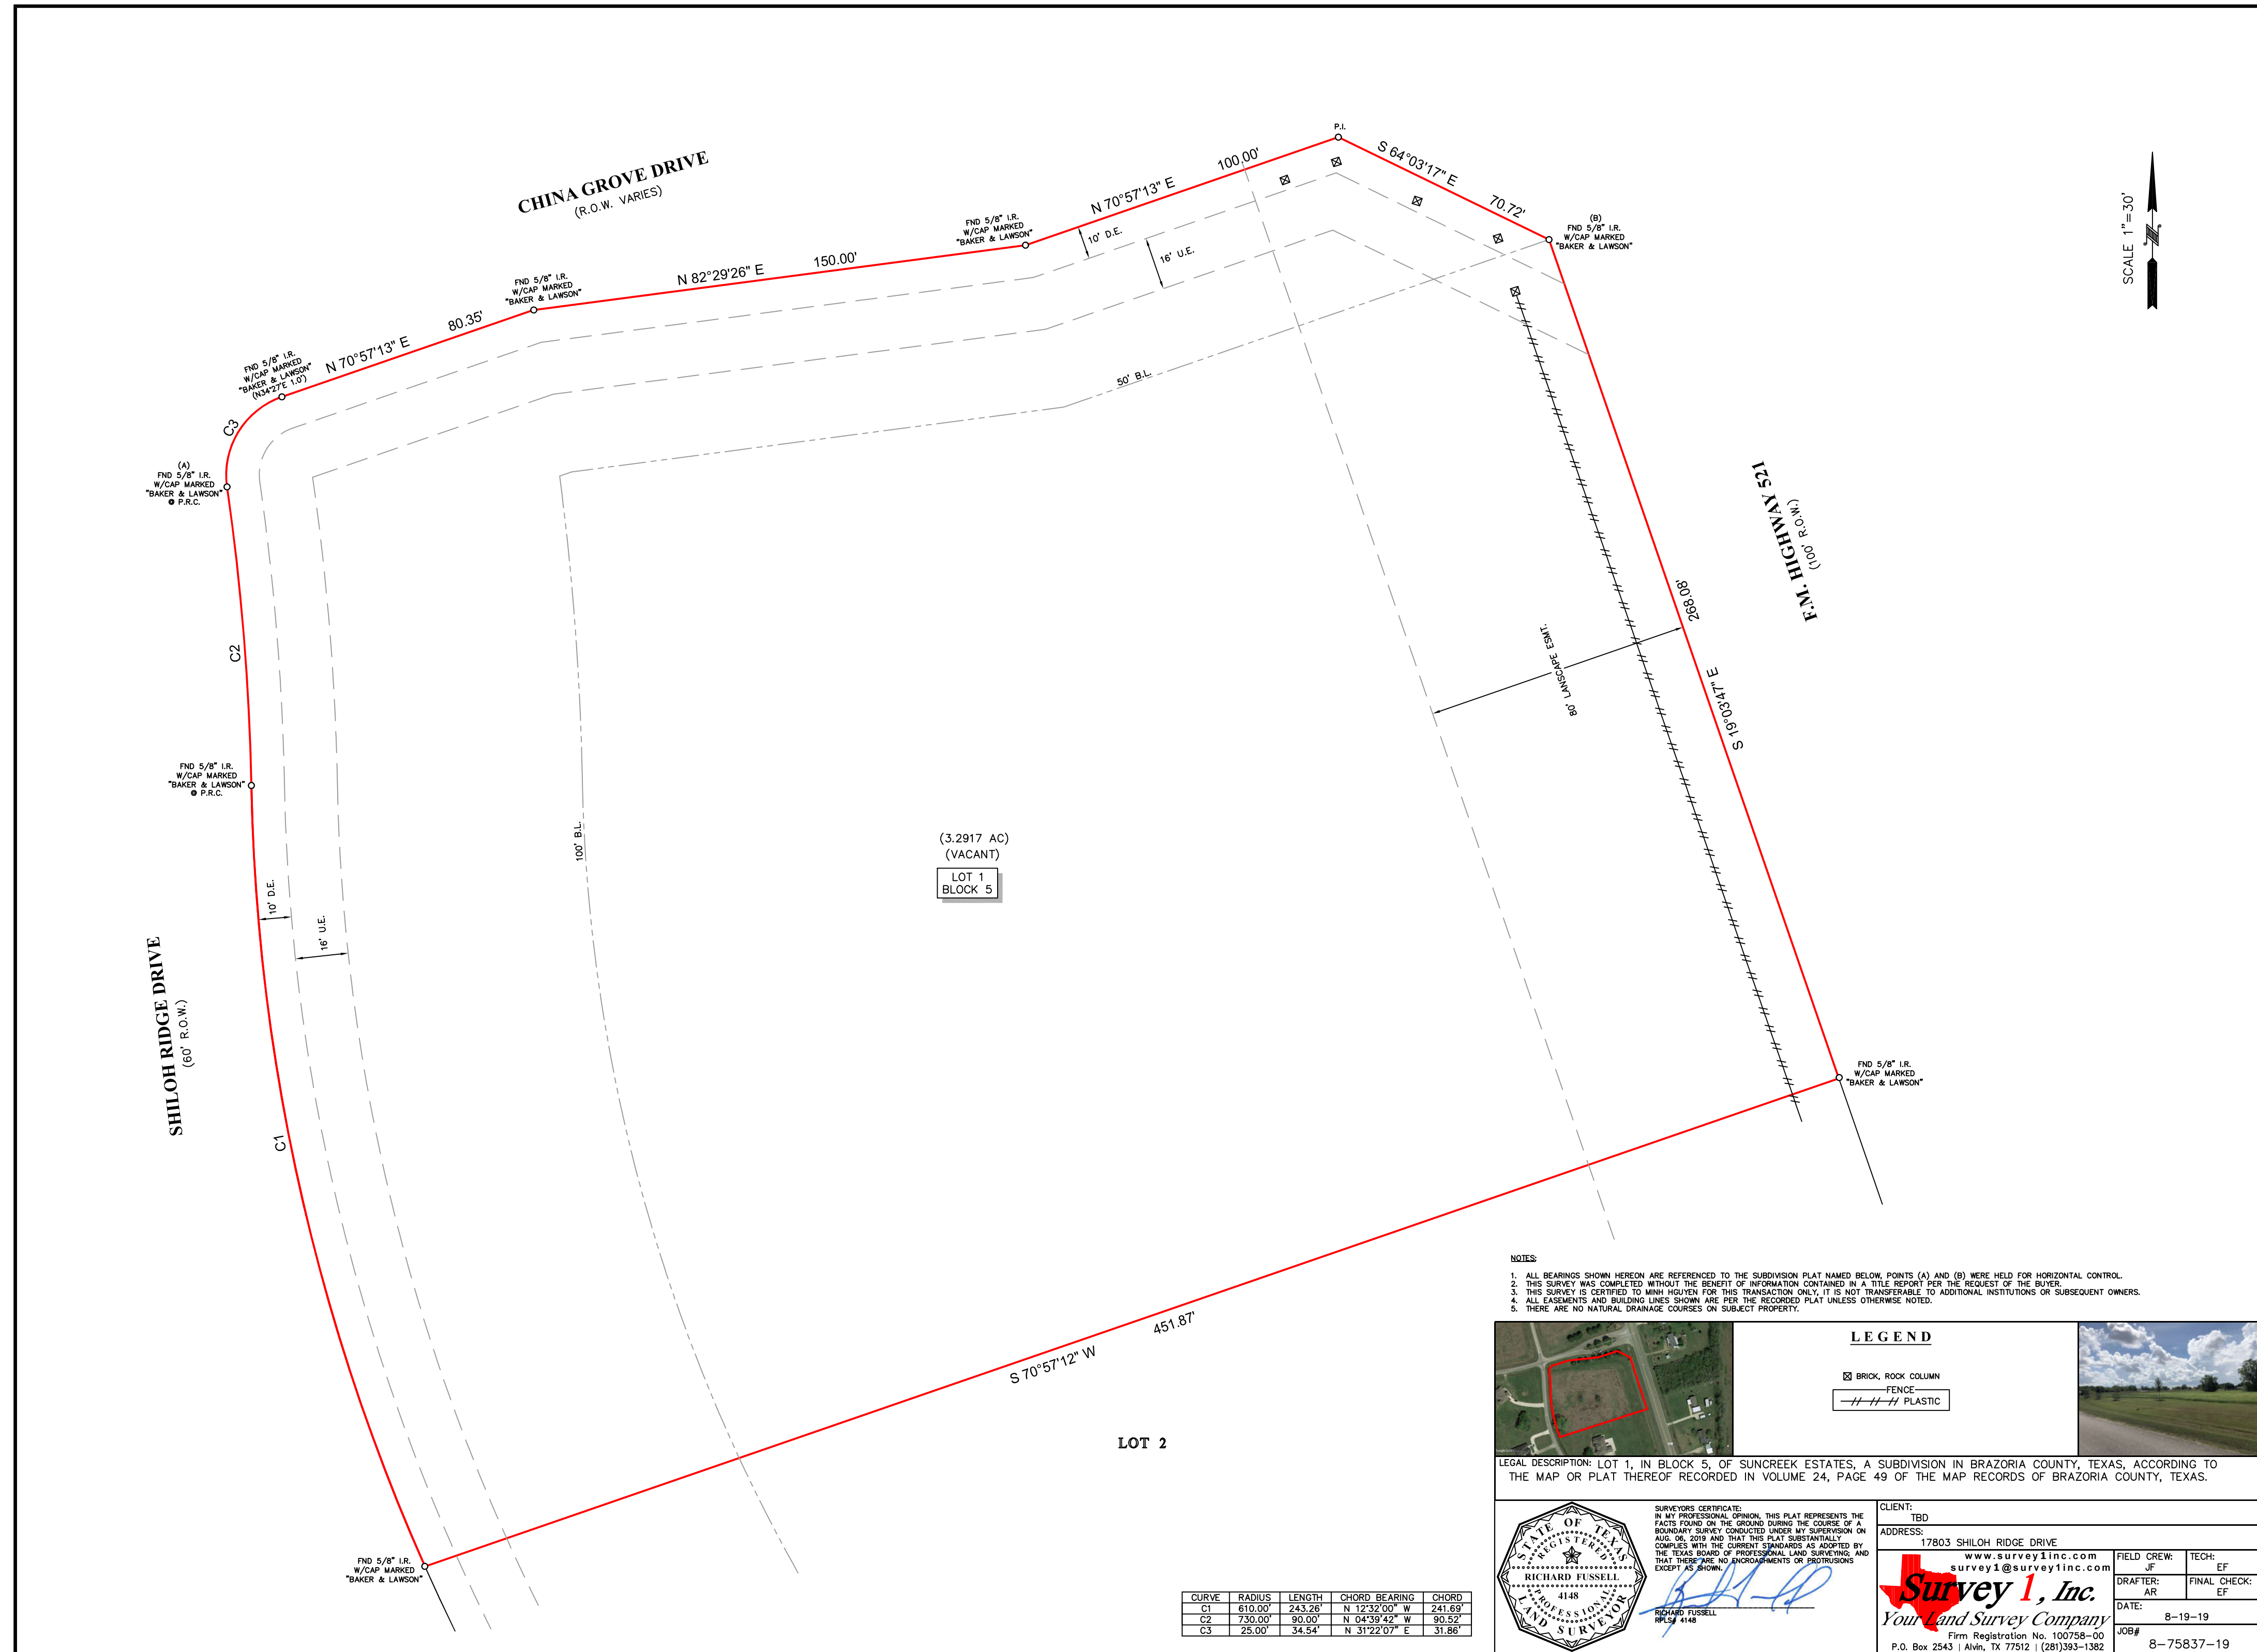 CHINA GROVE DRIVE
(R.O.W. VARIES)
P.I.
S 64°03'17" E
70.72'
(B)
FND 5/8" I.R.
W/CAP MARKED
"BAKER & LAWSON"
N 70°57'13" E
100.00'
FND 5/8" I.R.
W/CAP MARKED
"BAKER & LAWSON"
10' D.E.
16' U.E.
N 82°29'26" E
150.00'
FND 5/8" I.R.
W/CAP MARKED
"BAKER & LAWSON"
N 70°57'13" E
80.35'
FND 5/8" I.R.
W/CAP MARKED
"BAKER & LAWSON"
(N34°27'E 1.0')
C3
(A)
FND 5/8" I.R.
W/CAP MARKED
"BAKER & LAWSON"
@ P.R.C.
50' B.L.
SCALE 1"=30'
F.M. HIGHWAY 521
(100' R.O.W.)
268.08'
S 19°03'47" E
80' LANSCAPE ESMT.
C2
FND 5/8" I.R.
W/CAP MARKED
"BAKER & LAWSON"
@ P.R.C.
100' B.L.
(3.2917 AC)
(VACANT)
LOT 1
BLOCK 5
10' D.E.
16' U.E.
SHILOH RIDGE DRIVE
(60' R.O.W.)
C1
FND 5/8" I.R.
W/CAP MARKED
"BAKER & LAWSON"
451.87'
S 70°57'12" W
LOT 2
FND 5/8" I.R.
W/CAP MARKED
"BAKER & LAWSON"
NOTES:
1. ALL BEARINGS SHOWN HEREON ARE REFERENCED TO THE SUBDIVISION PLAT NAMED BELOW, POINTS (A) AND (B) WERE HELD FOR HORIZONTAL CONTROL.
2. THIS SURVEY WAS COMPLETED WITHOUT THE BENEFIT OF INFORMATION CONTAINED IN A TITLE REPORT PER THE REQUEST OF THE BUYER.
3. THIS SURVEY IS CERTIFIED TO MINH HGUYEN FOR THIS TRANSACTION ONLY, IT IS NOT TRANSFERABLE TO ADDITIONAL INSTITUTIONS OR SUBSEQUENT OWNERS.
4. ALL EASEMENTS AND BUILDING LINES SHOWN ARE PER THE RECORDED PLAT UNLESS OTHERWISE NOTED.
5. THERE ARE NO NATURAL DRAINAGE COURSES ON SUBJECT PROPERTY.
LEGEND
BRICK, ROCK COLUMN
FENCE
PLASTIC
LEGAL DESCRIPTION: LOT 1, IN BLOCK 5, OF SUNCREEK ESTATES, A SUBDIVISION IN BRAZORIA COUNTY, TEXAS, ACCORDING TO
THE MAP OR PLAT THEREOF RECORDED IN VOLUME 24, PAGE 49 OF THE MAP RECORDS OF BRAZORIA COUNTY, TEXAS.
CURVE RADIUS LENGTH CHORD BEARING CHORD
C1 610.00' 243.26' N 12°32'00" W 241.69'
C2 730.00' 90.00' N 04°39'42" W 90.52'
C3 25.00' 34.54' N 31°22'07" E 31.86'
STATE OF TEXAS
REGISTERED
RICHARD FUSSELL
4148
PROFESSIONAL
LAND SURVEYOR
SURVEYORS CERTIFICATE:
IN MY PROFESSIONAL OPINION, THIS PLAT REPRESENTS THE
FACTS FOUND ON THE GROUND DURING THE COURSE OF A
BOUNDARY SURVEY CONDUCTED UNDER MY SUPERVISION ON
AUG. 06, 2019 AND THAT THIS PLAT SUBSTANTIALLY
COMPLIES WITH THE CURRENT STANDARDS AS ADOPTED BY
THE TEXAS BOARD OF PROFESSIONAL LAND SURVEYING; AND
THAT THERE ARE NO ENCROACHMENTS OR PROTRUSIONS
EXCEPT AS SHOWN.
RICHARD FUSSELL
RPLS# 4148
CLIENT:
TBD
ADDRESS:
17803 SHILOH RIDGE DRIVE
www.survey1inc.com
survey1@survey1inc.com
Survey 1, Inc.
Your Land Survey Company
Firm Registration No. 100758-00
P.O. Box 2543 | Alvin, TX 77512 | (281)393-1382
FIELD CREW:
JF
TECH:
EF
DRAFTER:
AR
FINAL CHECK:
EF
DATE:
8-19-19
JOB#
8-75837-19